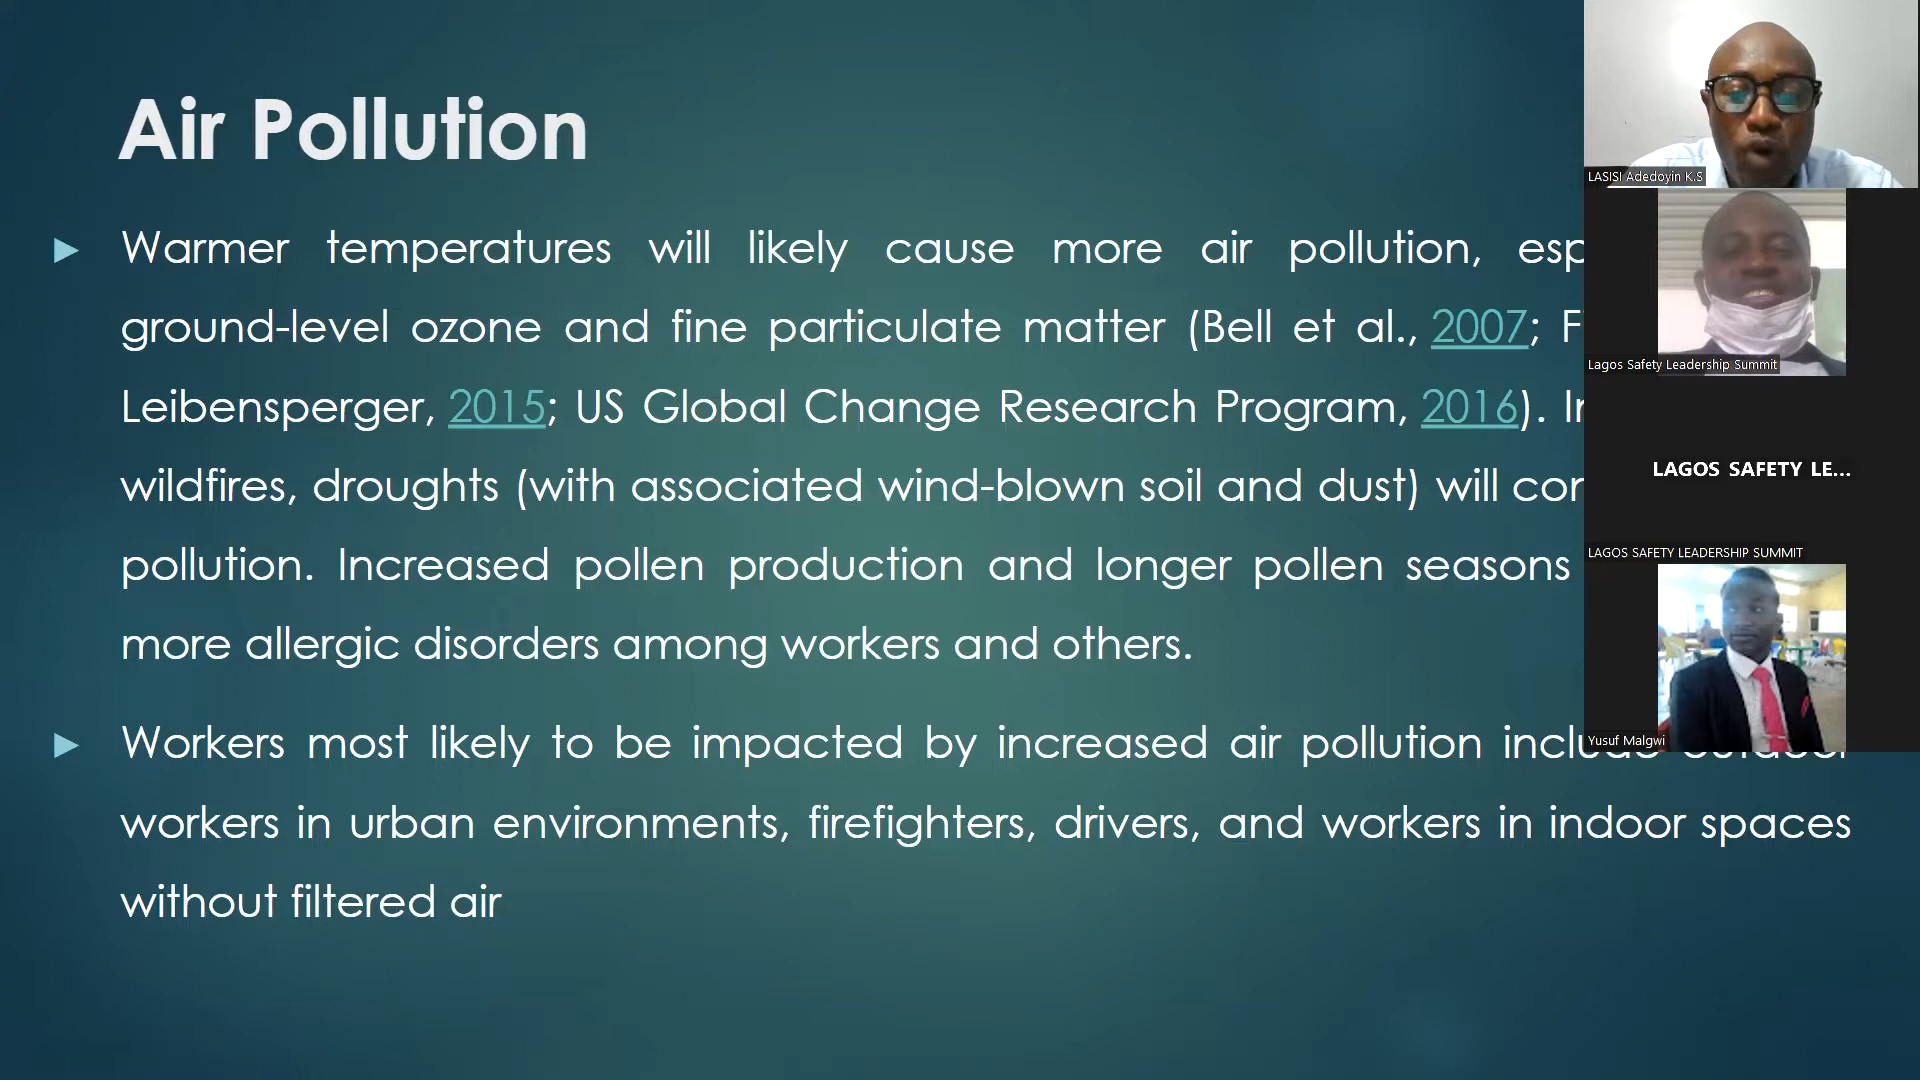 Air Pollution
Warmer temperatures will likely cause more air pollution,
ground-level ozone and fine particulate matter (Bell et al., 2007;
Leibensperger, 2015; US Global Change Research Program, 2016).
wildfires, droughts (with associated wind-blown soil and dust) will
pollution. Increased pollen production and longer pollen seasons
more allergic disorders among workers and others.
Workers most likely to be impacted by increased air pollution include outdoor
workers in urban environments, firefighters, drivers, and workers in indoor spaces
without filtered air
LASISI Adedoyin K.S
Lagos Safety Leadership Summit
LAGOS SAFETY LE...
LAGOS SAFETY LEADERSHIP SUMMIT
Yusuf Malgwi